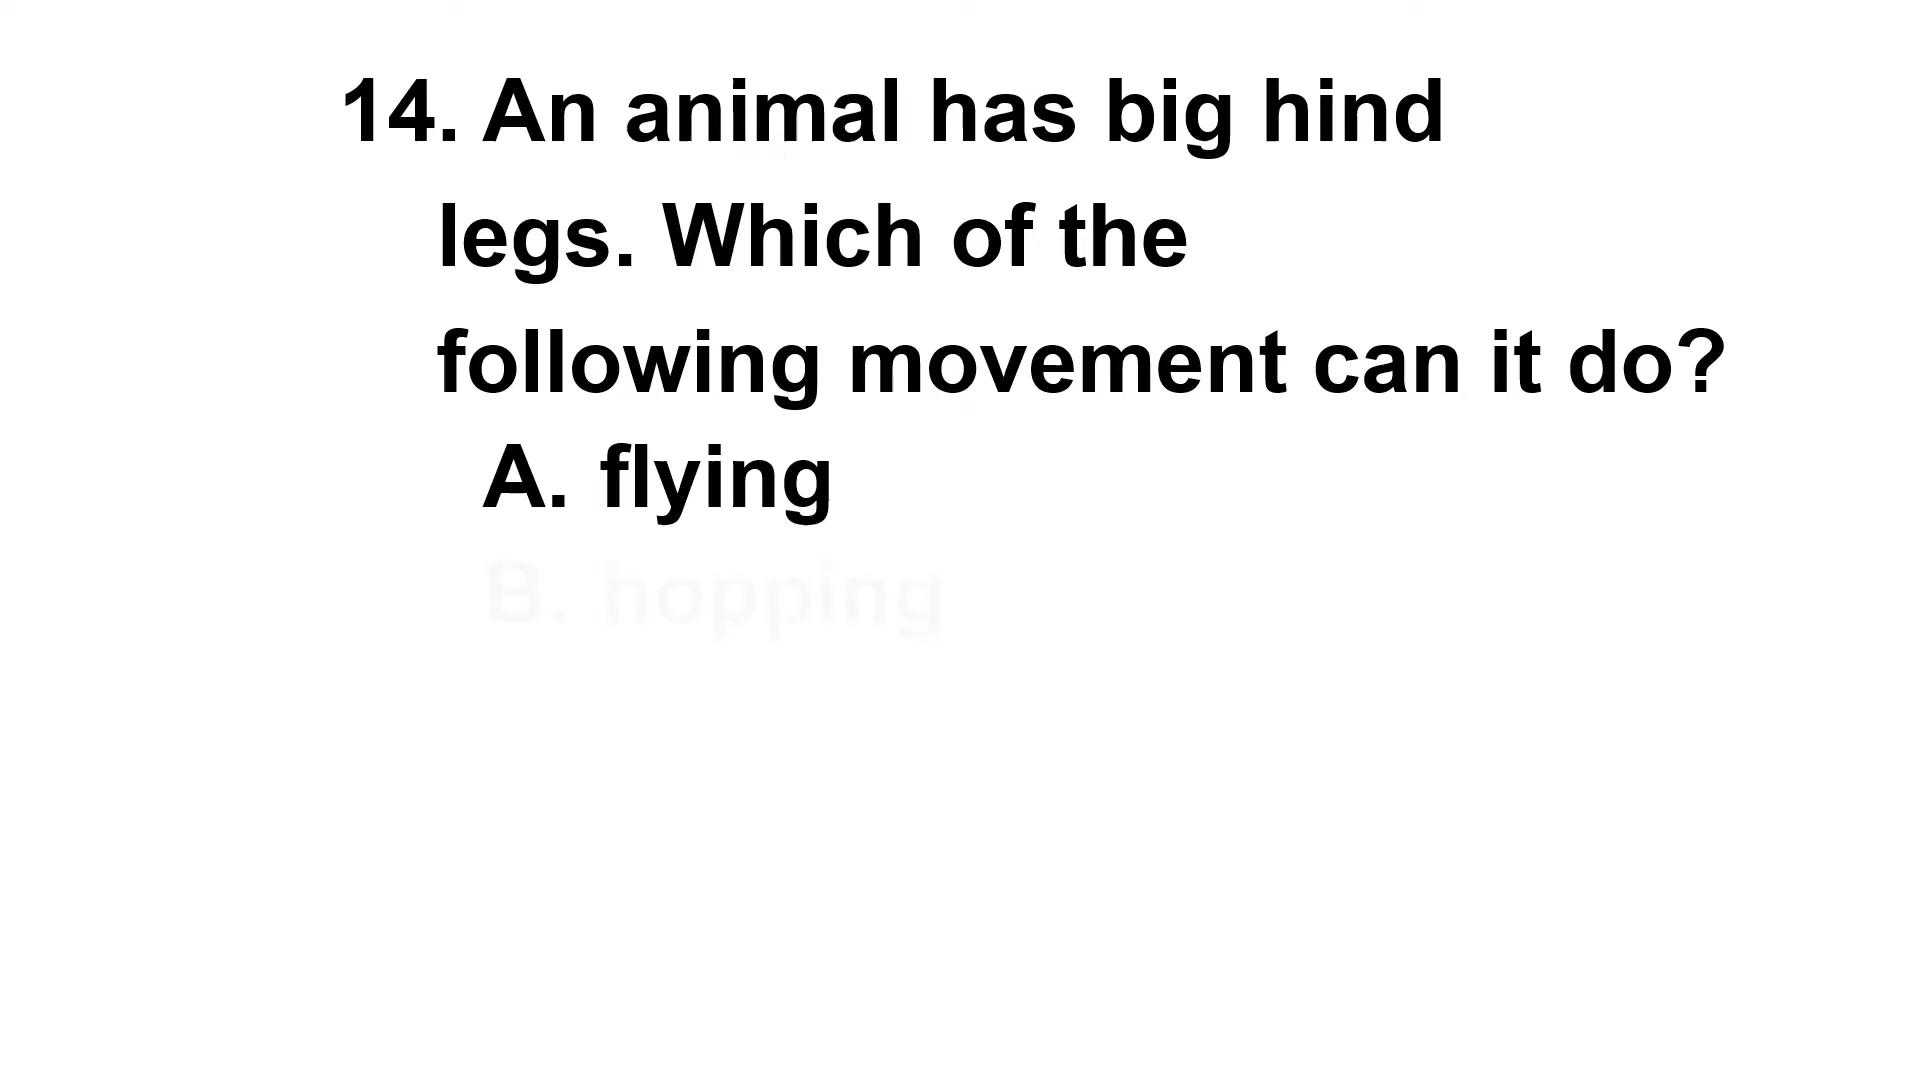 14. An animal has big hind
legs. Which of the
following movement can it do?
A. flying
B. hopping